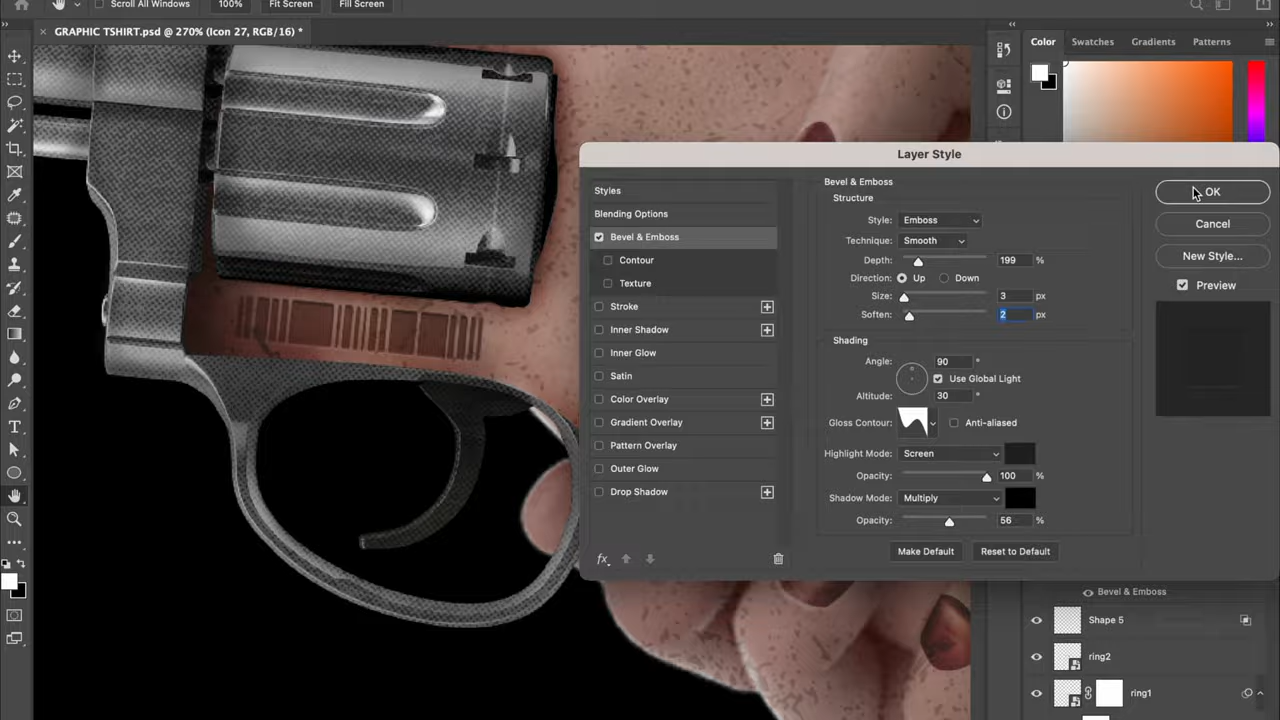 Scroll All Windows 100% Fit Screen Fill Screen
× GRAPHIC TSHIRT.psd @ 270% (Icon 27, RGB/16) *
Color Swatches Gradients Patterns
Layer Style
Styles
Blending Options
Bevel & Emboss
Contour
Texture
Stroke
Inner Shadow
Inner Glow
Satin
Color Overlay
Gradient Overlay
Pattern Overlay
Outer Glow
Drop Shadow
fx
Bevel & Emboss
Structure
Style: Emboss
Technique: Smooth
Depth: 199 %
Direction: Up Down
Size: 3 px
Soften: 2 px
Shading
Angle: 90 °
Use Global Light
Altitude: 30 °
Gloss Contour: Anti-aliased
Highlight Mode: Screen
Opacity: 100 %
Shadow Mode: Multiply
Opacity: 56 %
Make Default Reset to Default
OK
Cancel
New Style...
Preview
Bevel & Emboss
Shape 5
ring2
ring1